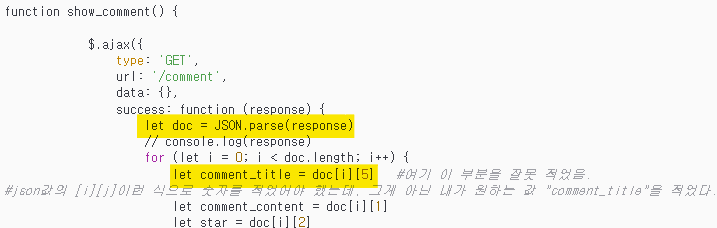 function show_comment() {
$.ajax({
type: 'GET',
url: '/comment',
data: {},
success: function (response) {
let doc = JSON.parse(response)
// console.log(response)
for (let i = 0; i < doc.length; i++) {
let comment_title = doc[i][5] #여기 이 부분을 잘못 적었음.
#json값의 [i][j]이런 식으로 숫자를 적었어야 했는데, 그게 아닌 내가 원하는 값 "comment_title"을 적었다.
let comment_content = doc[i][1]
let star = doc[i][2]